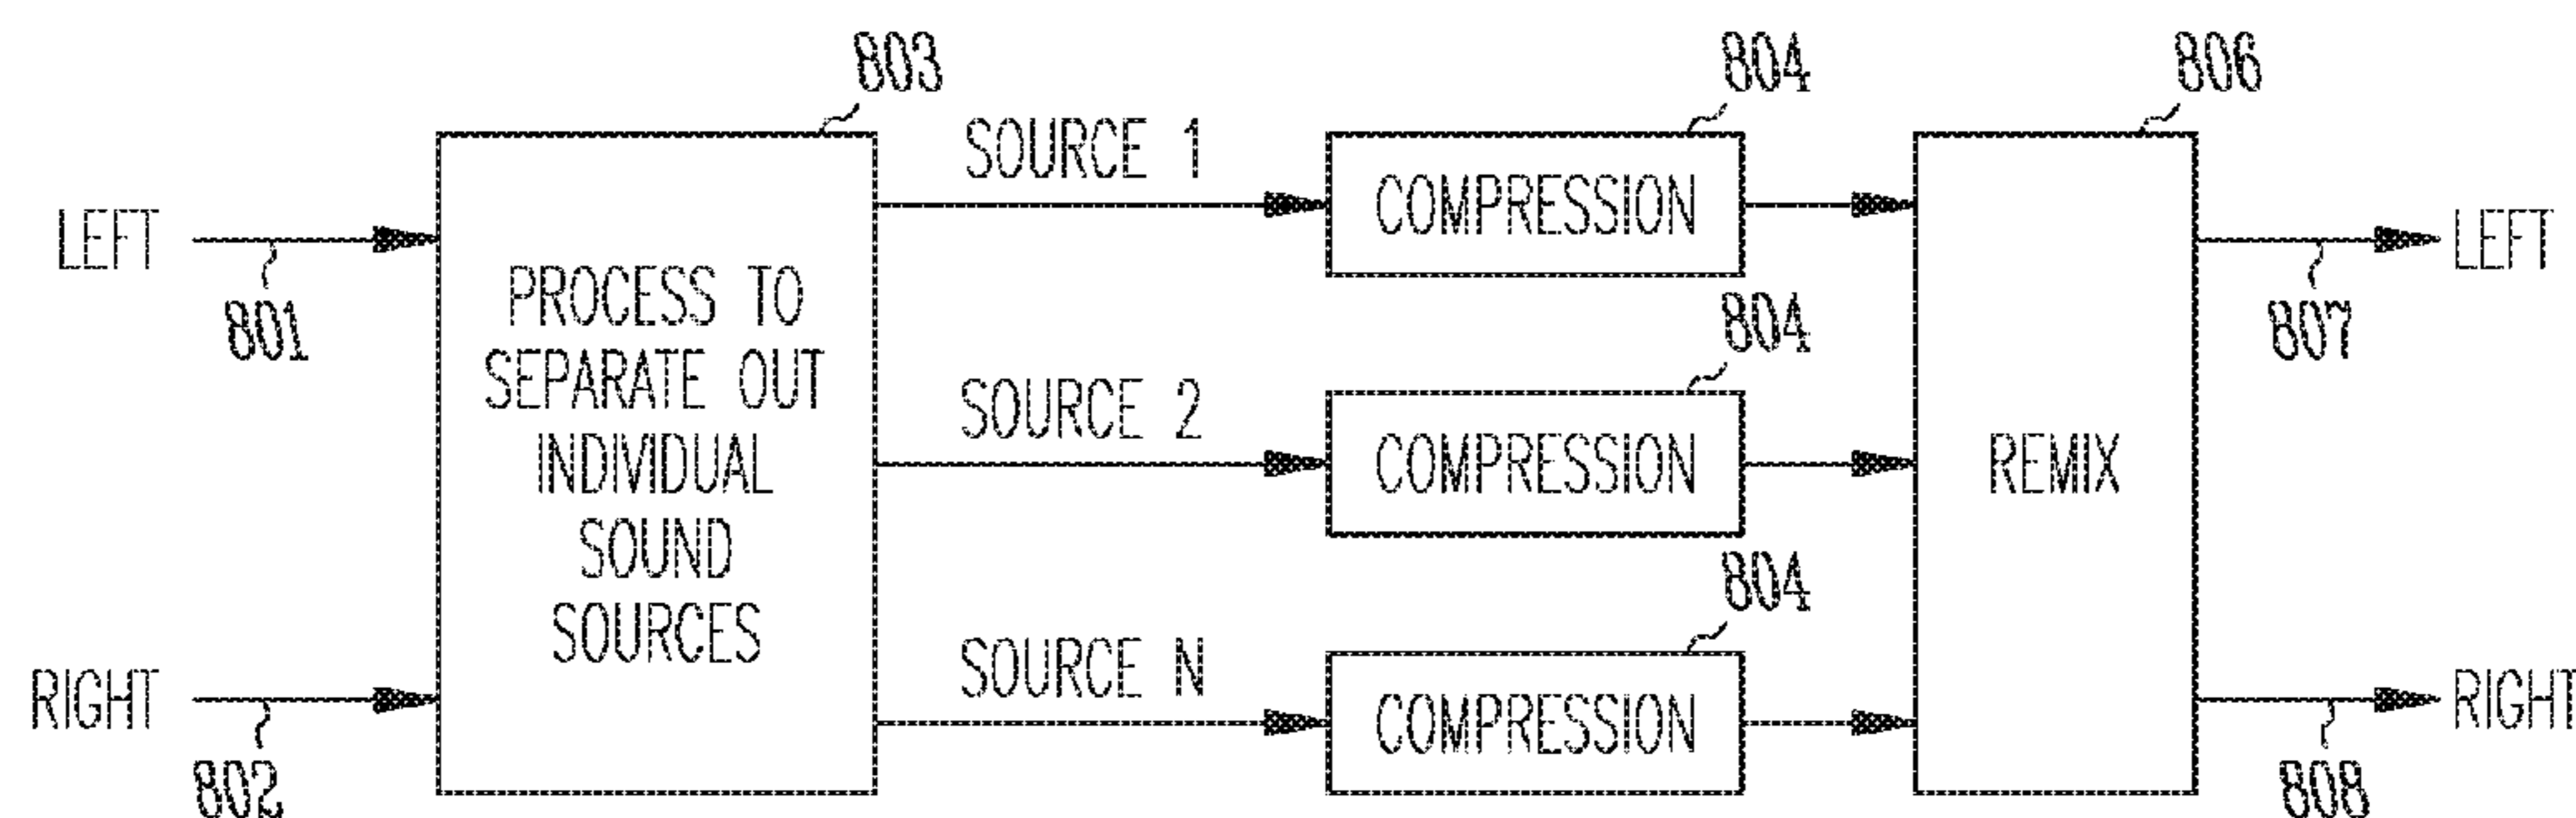 803
804
806
SOURCE 1
LEFT
COMPRESSION
LEFT
801
PROCESS TO
SEPARATE OUT
INDIVIDUAL
SOUND
SOURCES
804
807
SOURCE 2
COMPRESSION
REMIX
804
RIGHT
SOURCE N
COMPRESSION
RIGHT
802
808